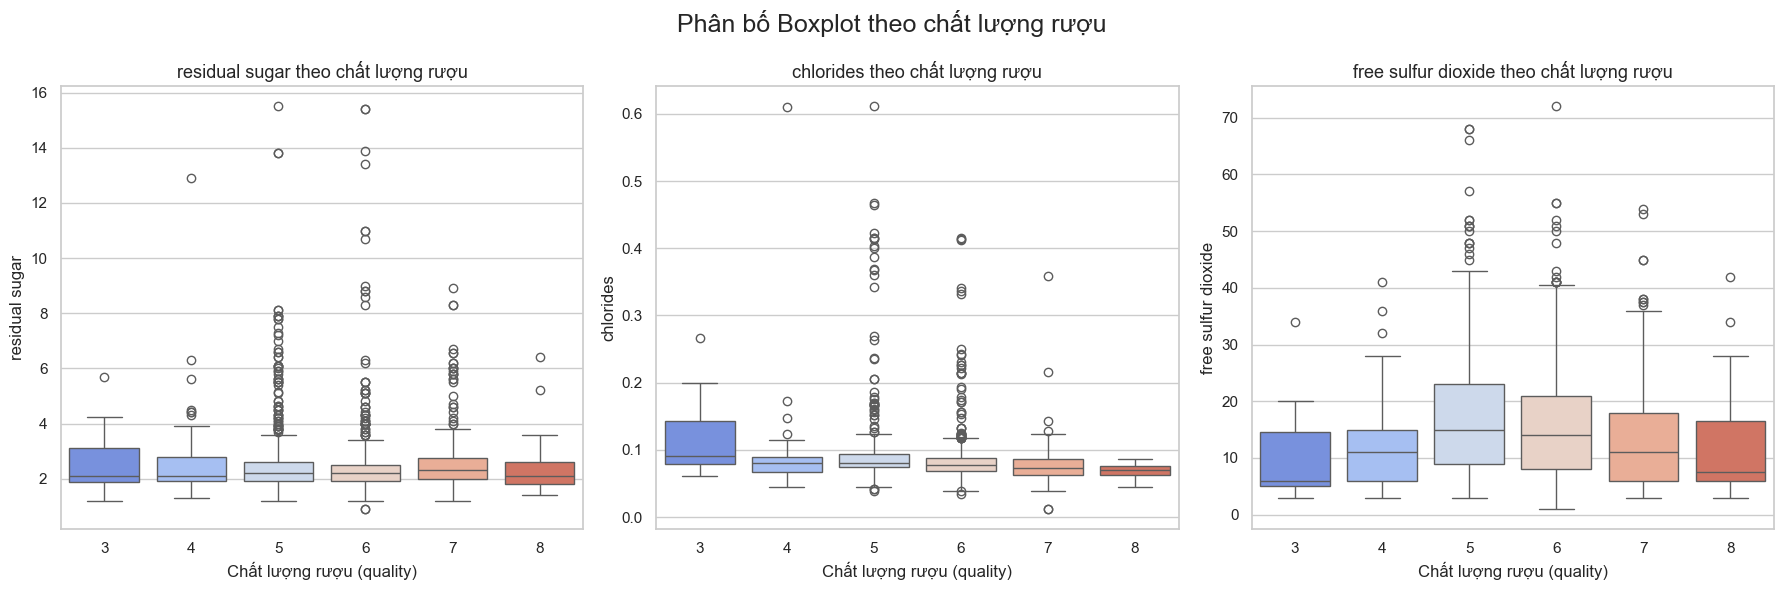 Phân bố Boxplot theo chất lượng rượu
residual sugar theo chất lượng rượu
16
14
12
10
8
6
4
2
residual sugar
3 4 5 6 7 8
Chất lượng rượu (quality)
chlorides theo chất lượng rượu
0.6
0.5
0.4
0.3
0.2
0.1
0.0
chlorides
3 4 5 6 7 8
Chất lượng rượu (quality)
free sulfur dioxide theo chất lượng rượu
70
60
50
40
30
20
10
0
free sulfur dioxide
3 4 5 6 7 8
Chất lượng rượu (quality)